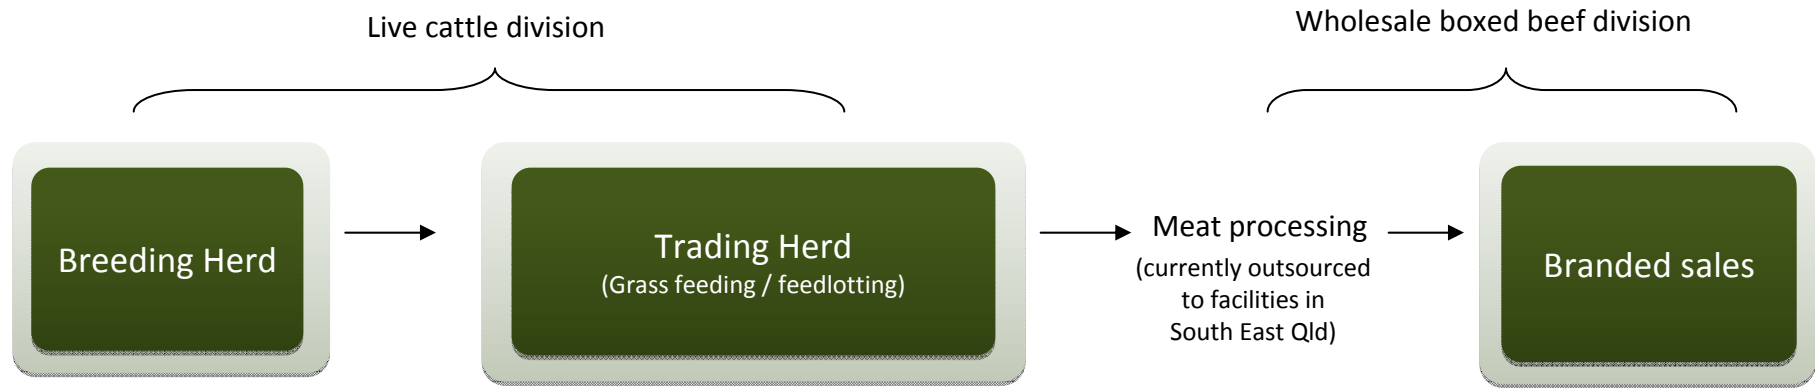 Live cattle division
Wholesale boxed beef division
Breeding Herd
Trading Herd
(Grass feeding / feedlotting)
Meat processing
(currently outsourced
to facilities in
South East Qld)
Branded sales